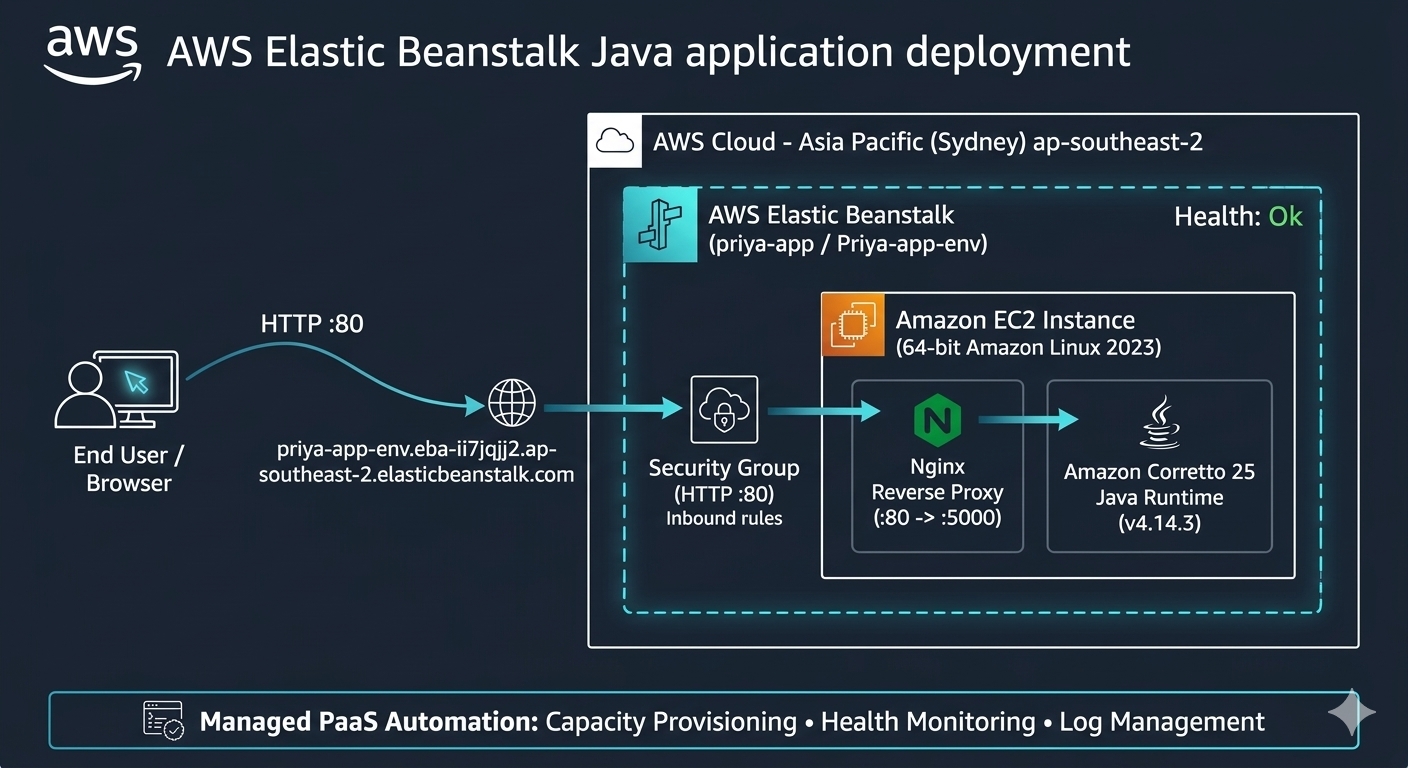 aws
AWS Elastic Beanstalk Java application deployment
AWS Cloud - Asia Pacific (Sydney) ap-southeast-2
AWS Elastic Beanstalk
(priya-app / Priya-app-env)
Health: Ok
Amazon EC2 Instance
(64-bit Amazon Linux 2023)
HTTP :80
End User /
Browser
priya-app-env.eba-ii7jqjj2.ap-
southeast-2.elasticbeanstalk.com
Security Group
(HTTP :80)
Inbound rules
N
Nginx
Reverse Proxy
(:80 -> :5000)
Amazon Corretto 25
Java Runtime
(v4.14.3)
Managed PaaS Automation: Capacity Provisioning • Health Monitoring • Log Management